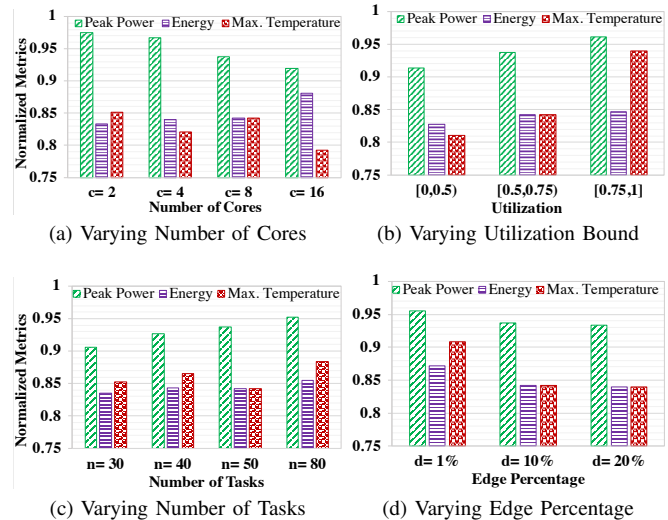 Peak Power Energy Max. Temperature
1
0.95
0.9
0.85
0.8
0.75
Normalized Metrics
c= 2 c= 4 c= 8 c= 16
Number of Cores
(a) Varying Number of Cores
Peak Power Energy Max. Temperature
1
0.95
0.9
0.85
0.8
0.75
[0,0.5) [0.5,0.75) [0.75,1]
Utilization
(b) Varying Utilization Bound
1
Peak Power Energy Max. Temperature
0.95
0.9
0.85
0.8
0.75
Normalized Metrics
n= 30 n= 40 n= 50 n= 80
Number of Tasks
(c) Varying Number of Tasks
1
Peak Power Energy Max. Temperature
0.95
0.9
0.85
0.8
0.75
d= 1% d= 10% d= 20%
Edge Percentage
(d) Varying Edge Percentage